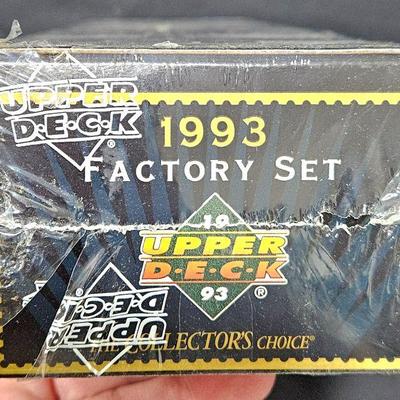 UPPER
D·E·C·K®
1993
FACTORY SET
19
UPPER
D·E·C·K
93®
UPPER
D·E·C·K
THE COLLECTOR'S CHOICE®